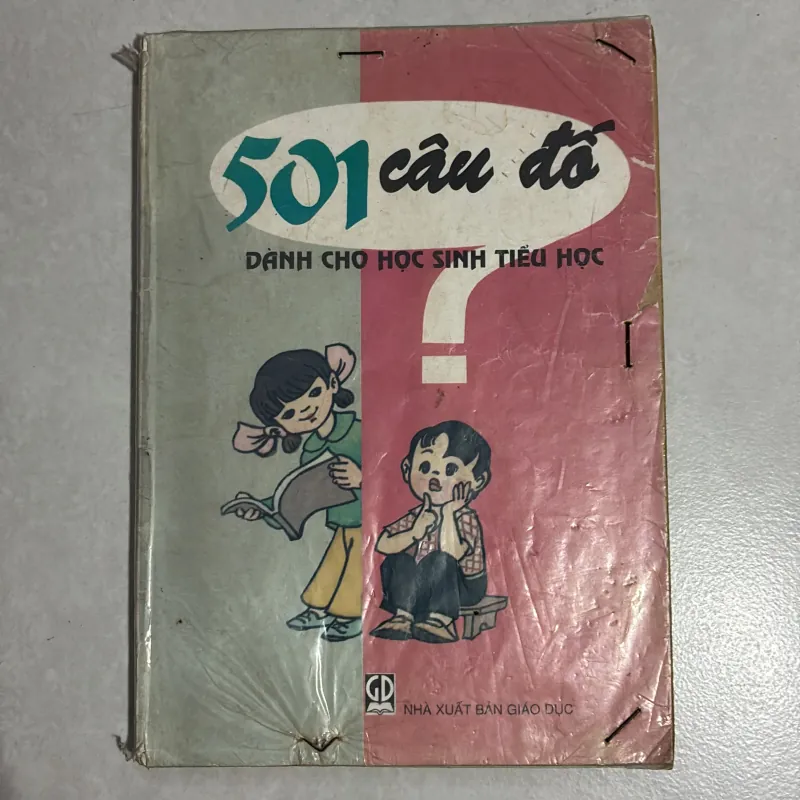 501 câu đố
DÀNH CHO HỌC SINH TIỂU HỌC
?
GD
NHÀ XUẤT BẢN GIÁO DỤC